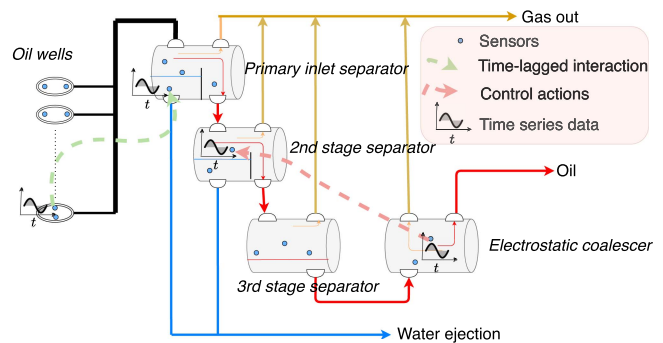 Gas out
Oil wells
Sensors
Time-lagged interaction
Control actions
Time series data
Primary inlet separator
t
2nd stage separator
t
Oil
t
Electrostatic coalescer
t
3rd stage separator
Water ejection
t